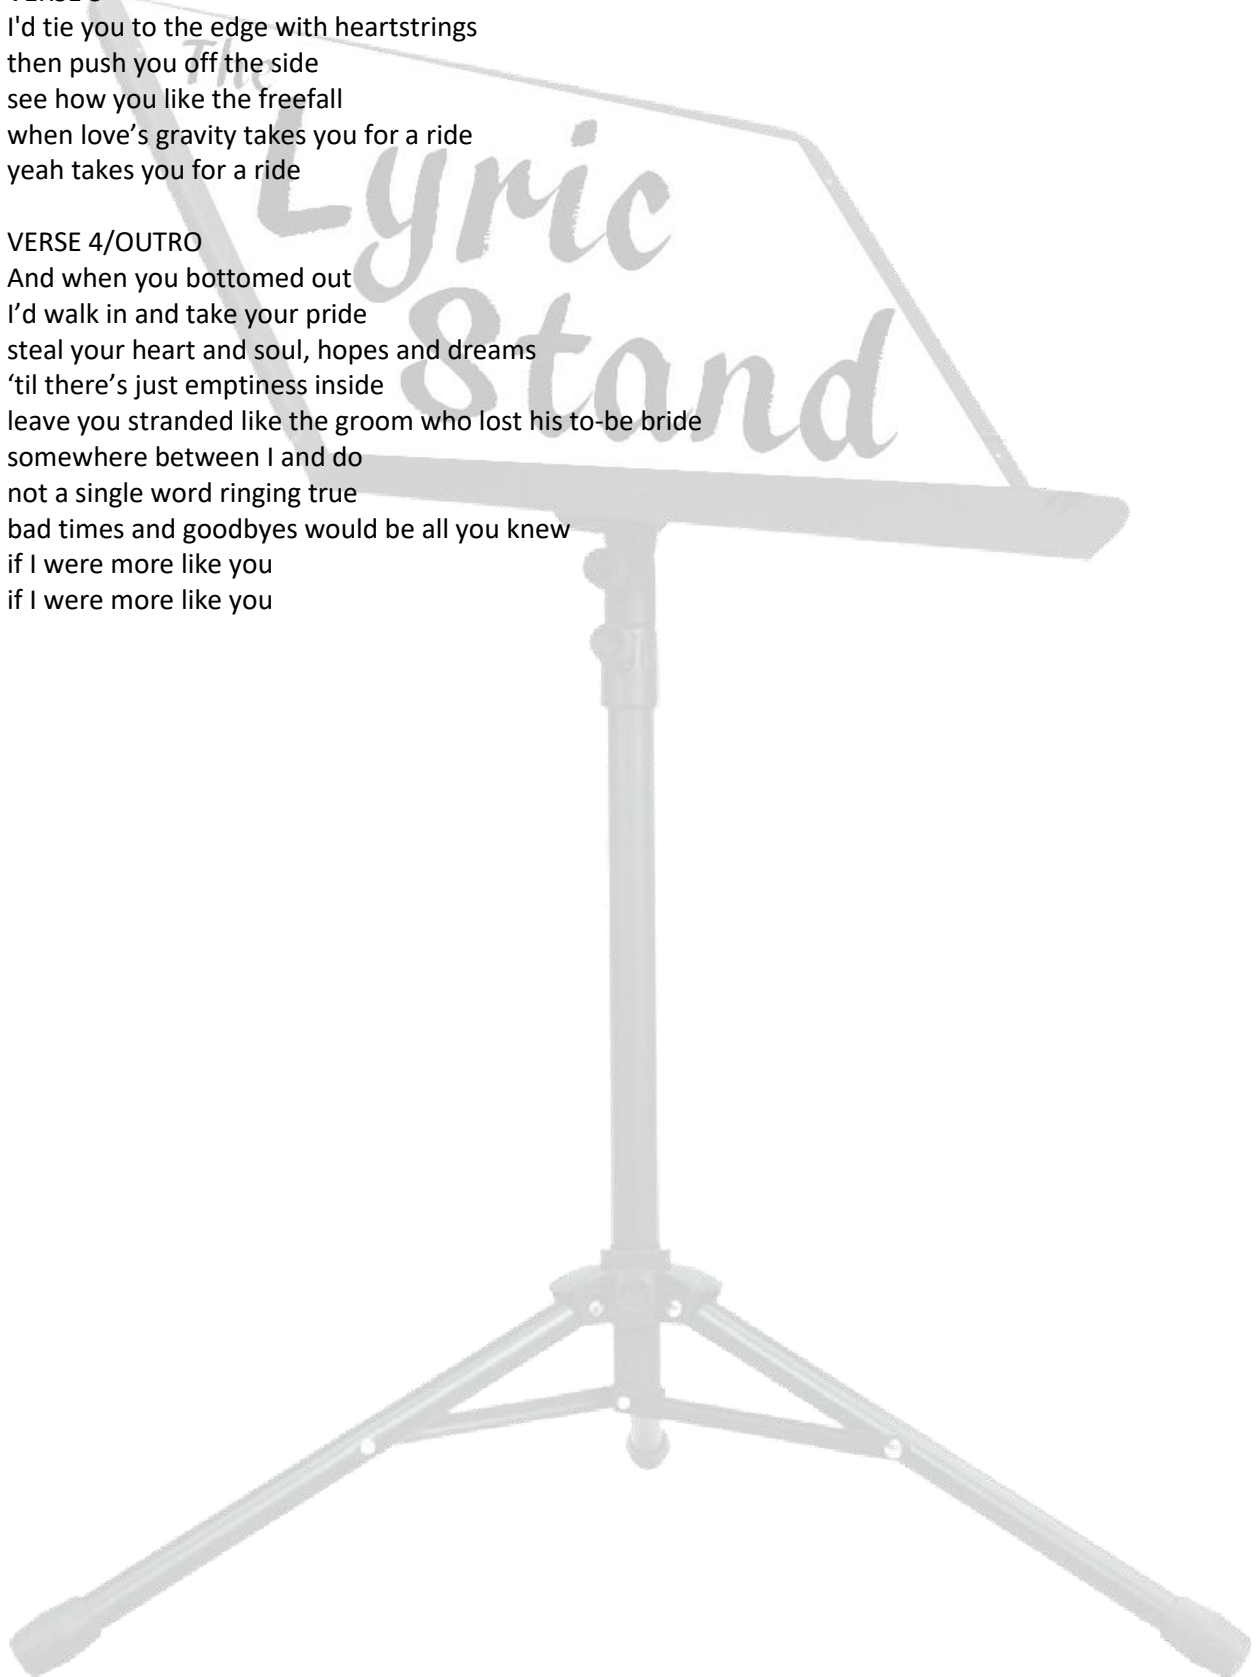 I'd tie you to the edge with heartstrings
then push you off the side
see how you like the freefall
when love’s gravity takes you for a ride
yeah takes you for a ride
VERSE 4/OUTRO
And when you bottomed out
I’d walk in and take your pride
steal your heart and soul, hopes and dreams
‘til there’s just emptiness inside
leave you stranded like the groom who lost his to-be bride
somewhere between I and do
not a single word ringing true
bad times and goodbyes would be all you knew
if I were more like you
if I were more like you
The
Lyric
Stand